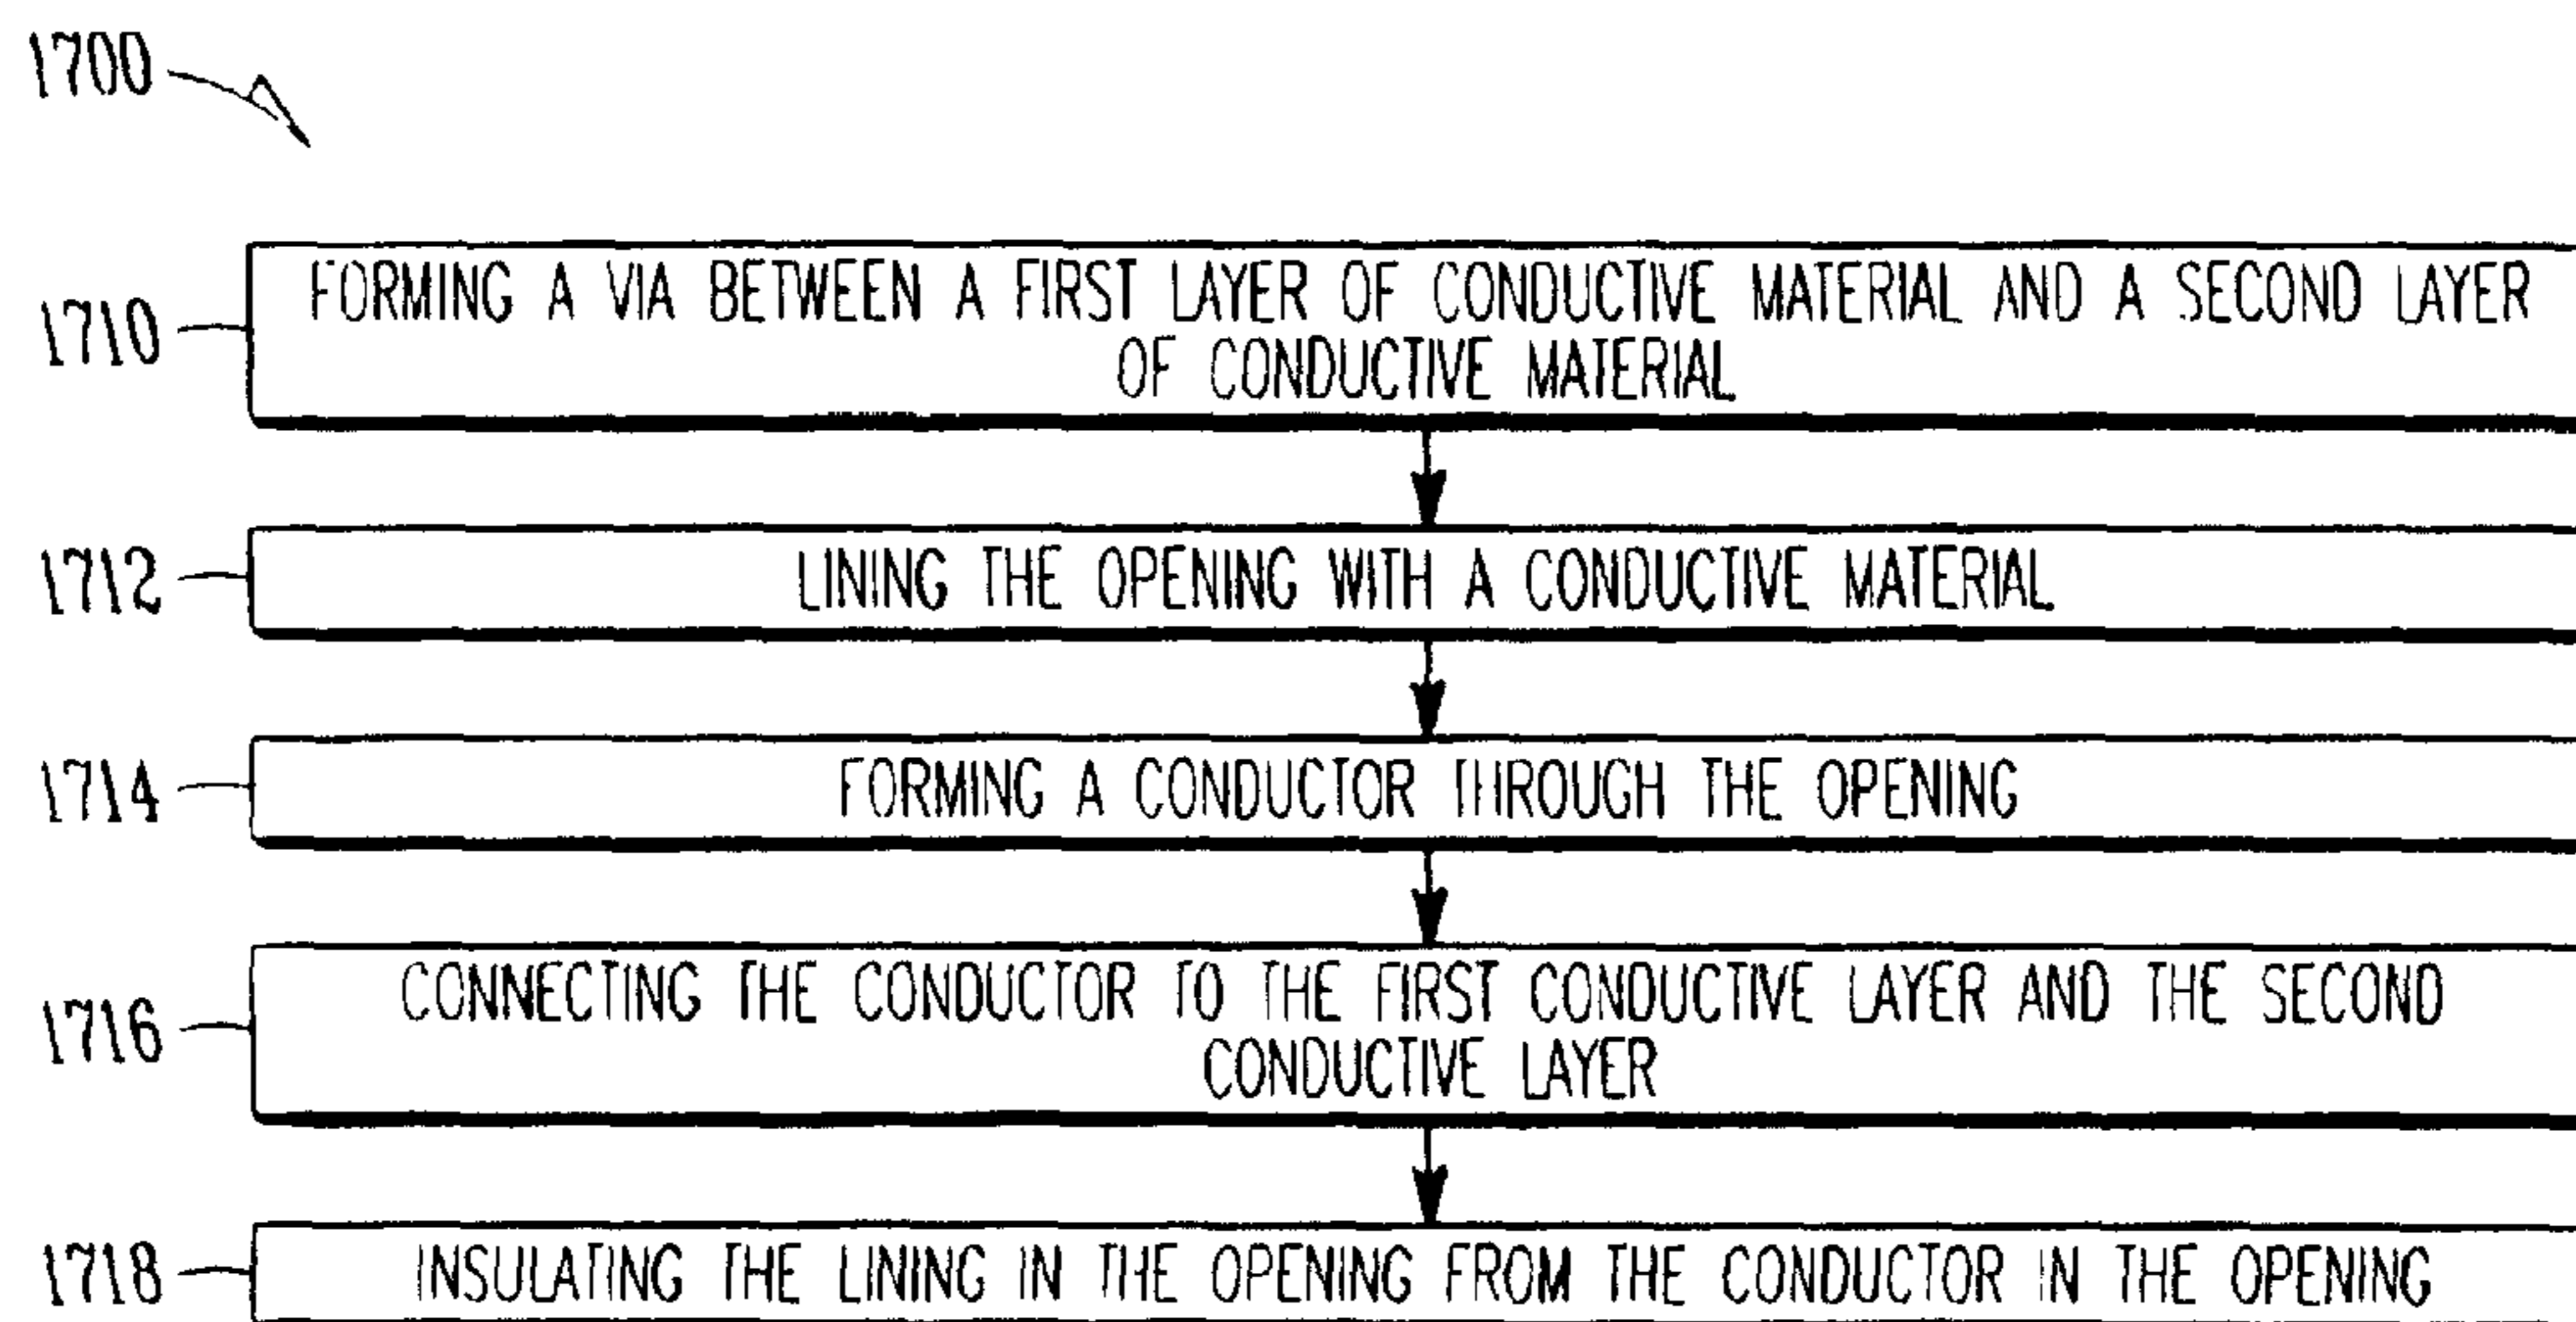 1700
1710
FORMING A VIA BETWEEN A FIRST LAYER OF CONDUCTIVE MATERIAL AND A SECOND LAYER
OF CONDUCTIVE MATERIAL
1712
LINING THE OPENING WITH A CONDUCTIVE MATERIAL
1714
FORMING A CONDUCTOR THROUGH THE OPENING
1716
CONNECTING THE CONDUCTOR TO THE FIRST CONDUCTIVE LAYER AND THE SECOND
CONDUCTIVE LAYER
1718
INSULATING THE LINING IN THE OPENING FROM THE CONDUCTOR IN THE OPENING